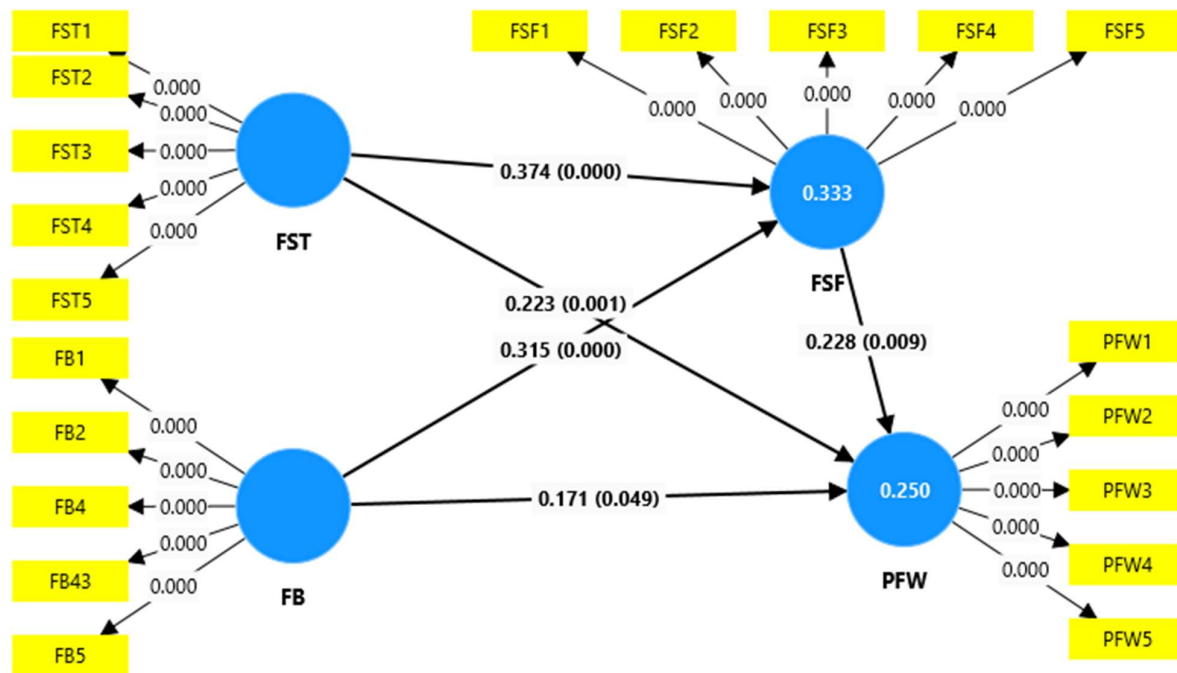 FST1
FST2
FST3
FST4
FST5
0.000
0.000
0.000
0.000
0.000
FST
FSF1
FSF2
FSF3
FSF4
FSF5
0.000
0.000
0.000
0.000
0.000
0.333
FSF
0.374 (0.000)
0.223 (0.001)
0.315 (0.000)
0.228 (0.009)
0.171 (0.049)
FB1
FB2
FB4
FB43
FB5
0.000
0.000
0.000
0.000
0.000
FB
0.250
PFW
0.000
0.000
0.000
0.000
0.000
PFW1
PFW2
PFW3
PFW4
PFW5